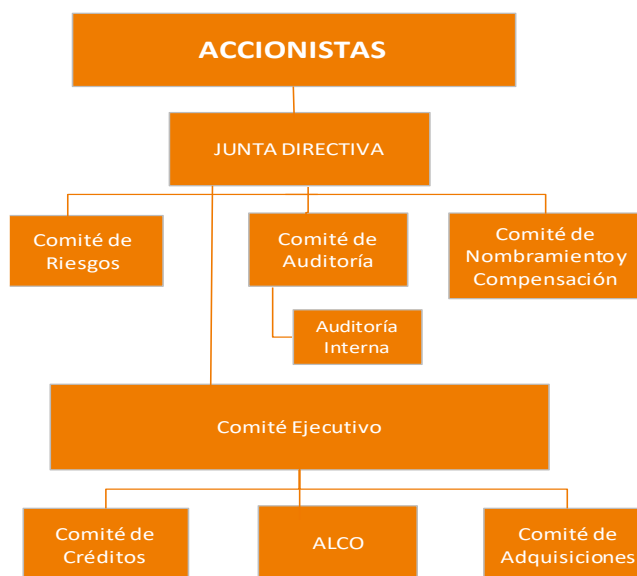 ACCIONISTAS
JUNTA DIRECTIVA
Comité de
Riesgos
Comité de
Auditoría
Comité de
Nombramiento y
Compensación
Auditoría
Interna
Comité Ejecutivo
Comité de
Créditos
ALCO
Comité de
Adquisiciones